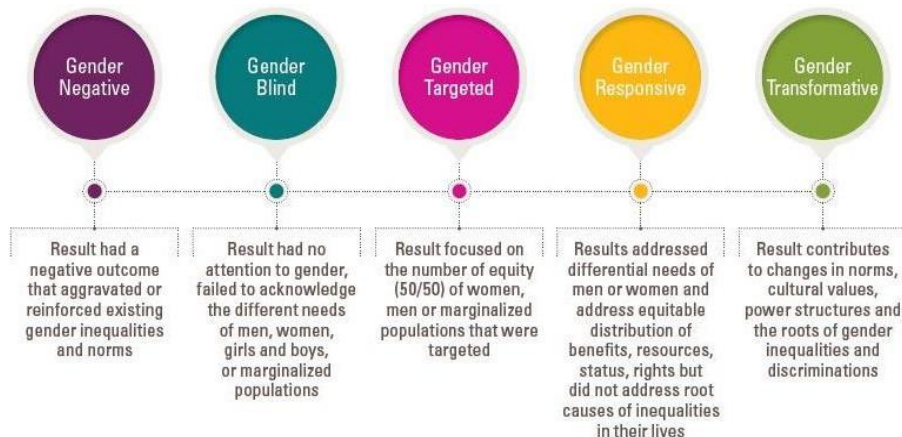 Gender
Negative
Gender
Blind
Gender
Targeted
Gender
Responsive
Gender
Transformative
Result had a
negative outcome
that aggravated or
reinforced existing
gender inequalities
and norms
Result had no
attention to gender,
failed to acknowledge
the different needs
of men, women,
girls and boys,
or marginalized
populations
Result focused on
the number of equity
(50/50) of women,
men or marginalized
populations that were
targeted
Results addressed
differential needs of
men or women and
address equitable
distribution of
benefits, resources,
status, rights but
did not address root
causes of inequalities
in their lives
Result contributes
to changes in norms,
cultural values,
power structures and
the roots of gender
inequalities and
discriminations